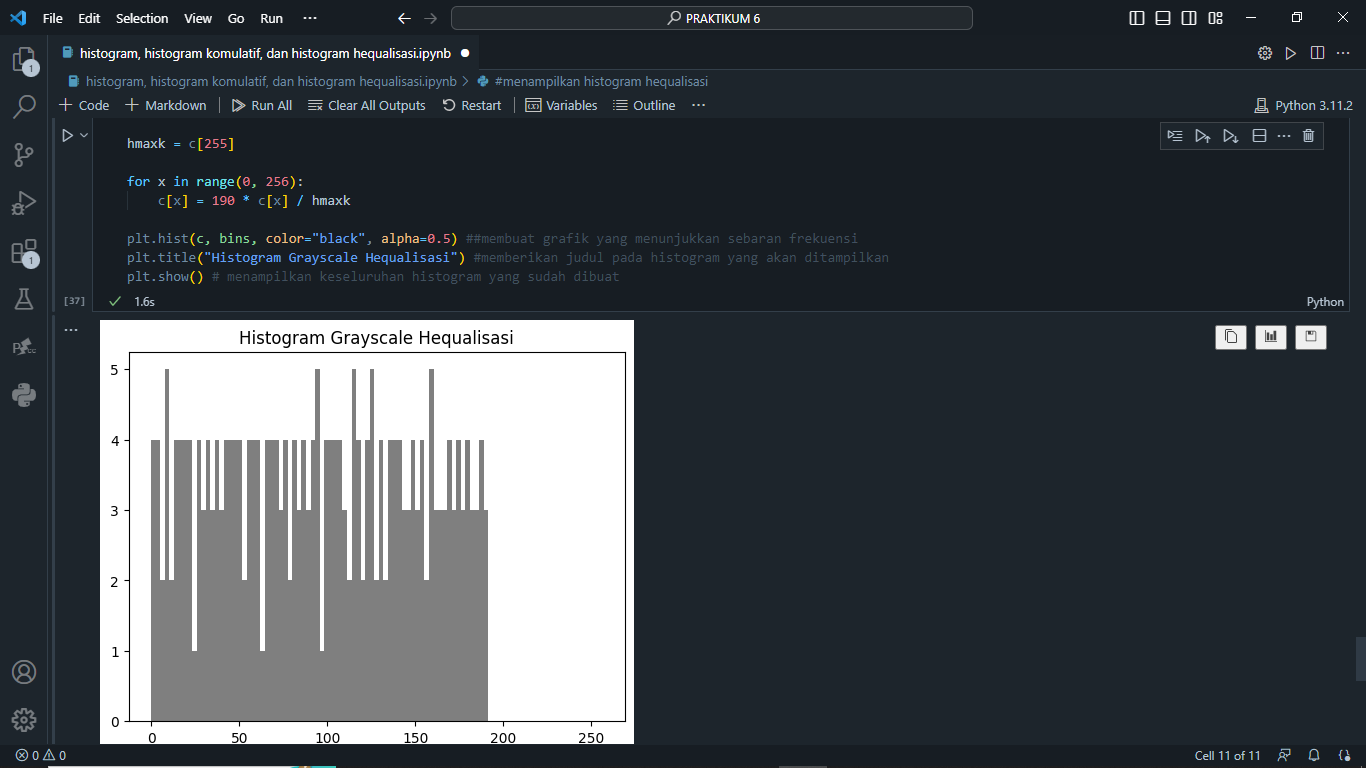 File Edit Selection View Go Run ··· PRAKTIKUM 6
histogram, histogram komulatif, dan histogram hequalisasi.ipynb
histogram, histogram komulatif, dan histogram hequalisasi.ipynb > #menampilkan histogram hequalisasi
Code Markdown Run All Clear All Outputs Restart Variables Outline ··· Python 3.11.2
hmaxk = c[255]
for x in range(0, 256):
c[x] = 190 * c[x] / hmaxk
plt.hist(c, bins, color="black", alpha=0.5) ##membuat grafik yang menunjukkan sebaran frekuensi
plt.title("Histogram Grayscale Hequalisasi") #memberikan judul pada histogram yang akan ditampilkan
plt.show() # menampilkan keseluruhan histogram yang sudah dibuat
[37] 1.6s Python
Histogram Grayscale Hequalisasi
5
4
3
2
1
0
0 50 100 150 200 250
1
1
0 0 Cell 11 of 11